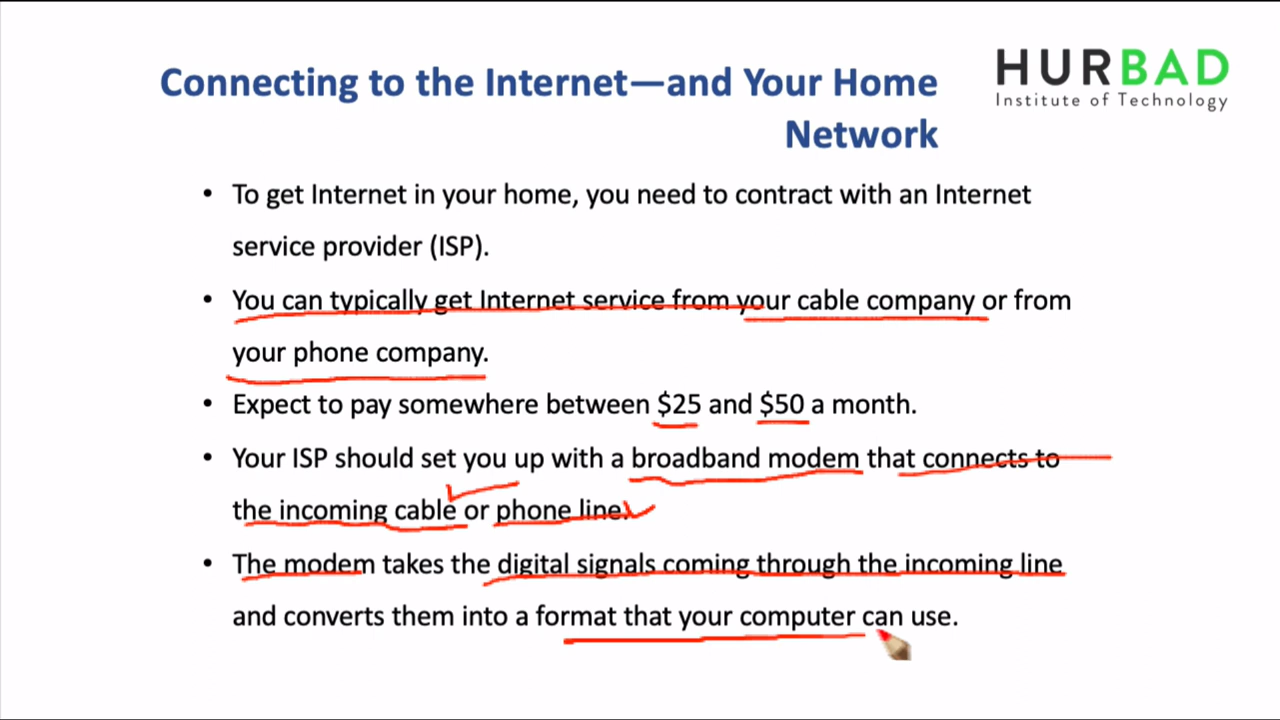 Connecting to the Internet—and Your Home
Network
HURBAD
Institute of Technology
• To get Internet in your home, you need to contract with an Internet
service provider (ISP).
• You can typically get Internet service from your cable company or from
your phone company.
• Expect to pay somewhere between $25 and $50 a month.
• Your ISP should set you up with a broadband modem that connects to
the incoming cable or phone line.
• The modem takes the digital signals coming through the incoming line
and converts them into a format that your computer can use.